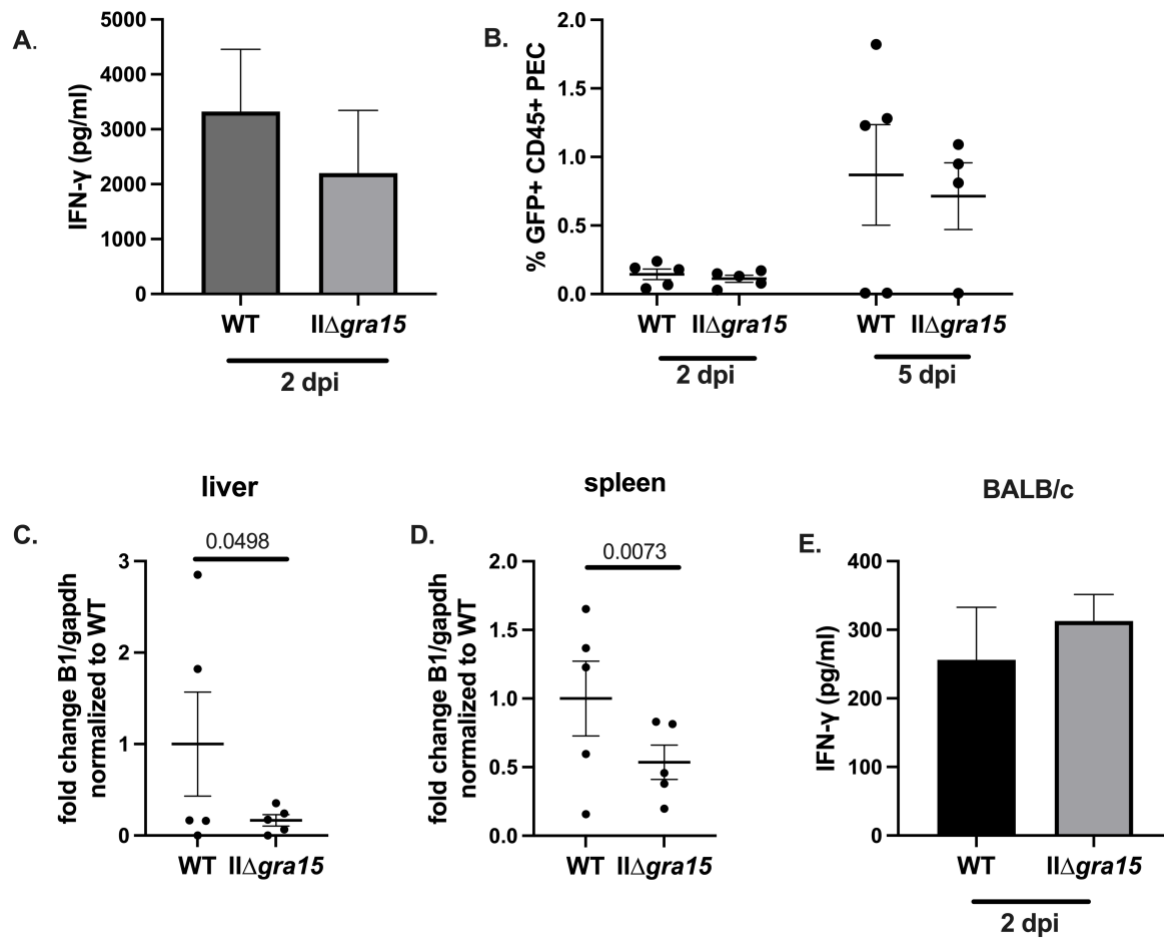 A.
IFN-γ (pg/ml)
5000
4000
3000
2000
1000
0
WT
IIΔgra15
2 dpi
B.
% GFP+ CD45+ PEC
2.0
1.5
1.0
0.5
0.0
WT IIΔgra15 WT IIΔgra15
2 dpi 5 dpi
liver
C.
0.0498
fold change B1/gapdh
normalized to WT
3
2
1
0
WT IIΔgra15
spleen
D.
0.0073
fold change B1/gapdh
normalized to WT
2.0
1.5
1.0
0.5
0.0
WT IIΔgra15
BALB/c
E.
IFN-γ (pg/ml)
400
300
200
100
0
WT IIΔgra15
2 dpi